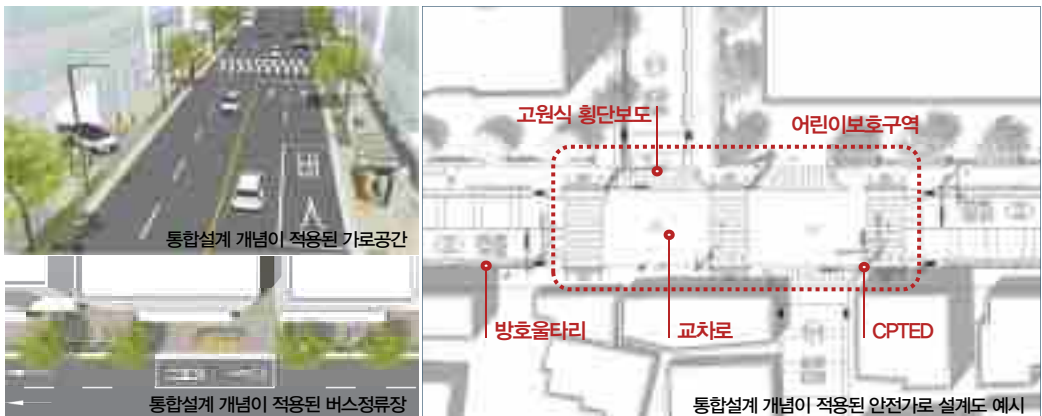 버
스
통합설계 개념이 적용된 가로공간
통합설계 개념이 적용된 버스정류장
고원식 횡단보도
어린이보호구역
방호울타리
교차로
CPTED
통합설계 개념이 적용된 안전가로 설계도 예시